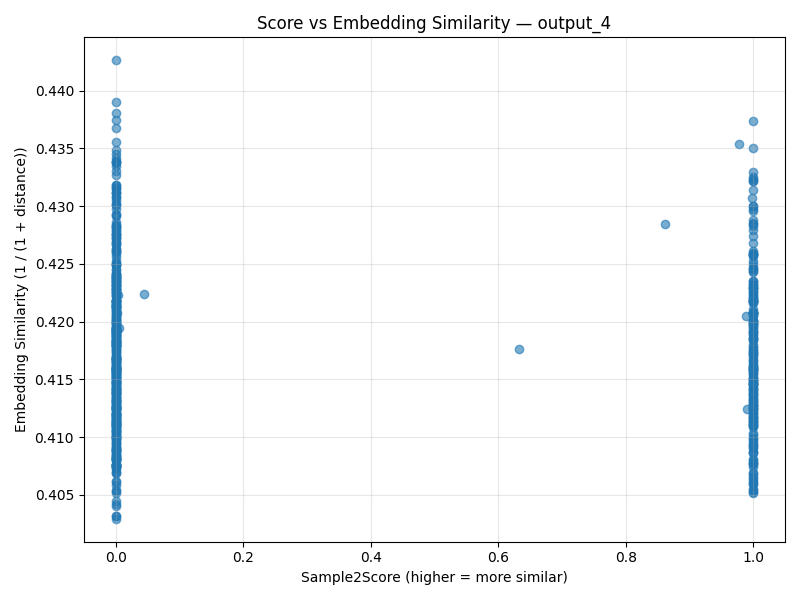 Score vs Embedding Similarity — output_4
Embedding Similarity (1 / (1 + distance))
0.440
0.435
0.430
0.425
0.420
0.415
0.410
0.405
0.0 0.2 0.4 0.6 0.8 1.0
Sample2Score (higher = more similar)